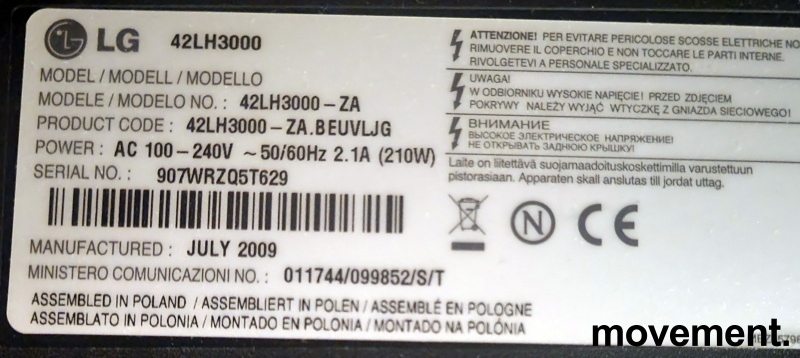 LG 42LH3000
MODEL / MODELL / MODELLO
MODELE / MODELO NO. : 42LH3000-ZA
PRODUCT CODE : 42LH3000-ZA.BEUVLJG
POWER : AC 100-240V ~50/60Hz 2.1A (210W)
SERIAL NO. : 907WRZQ5T629
MANUFACTURED : JULY 2009
MINISTERO COMUNICAZIONI NO. : 011744/099852/S/T
ASSEMBLED IN POLAND / ASSEMBLIERT IN POLEN / ASSEMBLÉ EN POLOGNE
ASSEMBLATO IN POLONIA / MONTADO EN POLONIA / MONTADO NA POLÓNIA
ATTENZIONE! PER EVITARE PERICOLOSE SCOSSE ELETTRICHE NO
RIMUOVERE IL COPERCHIO E NON TOCCARE LE PARTI INTERNE.
RIVOLGETEVI A PERSONALE SPECIALIZZATO.
UWAGA!
W ODBIORNIKU WYSOKIE NAPIĘCIE! PRZED ZDJĘCIEM
POKRYWY NALEŻY WYJĄĆ WTYCZKĘ Z GNIAZDA SIECIOWEGO!
ВНИМАНИЕ
ВЫСОКОЕ ЭЛЕКТРИЧЕСКОЕ НАПРЯЖЕНИЕ!
НЕ ОТКРЫВАТЬ ЗАДНЮЮ КРЫШКУ!
Laite on liitettävä suojamaadoituskoskettimilla varustettuun
pistorasiaan. Apparaten skall anslutas till jordat uttag.
N CE
movement.